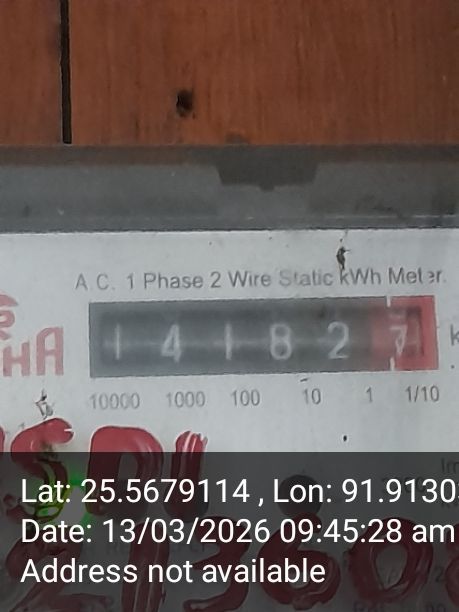 A.C. 1 Phase 2 Wire Static kWh Meter.
1 4 1 8 2 7
HA
10000 1000 100 10 1 1/10
Lat: 25.5679114 , Lon: 91.9130
Date: 13/03/2026 09:45:28 am
Address not available